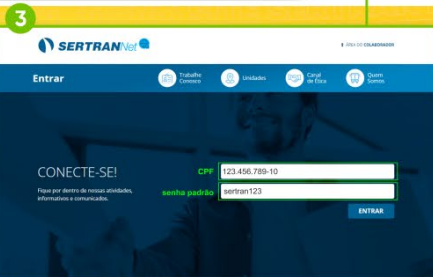 3
SERTRANNet
ÁREA DO COLABORADOR
Entrar
Trabalhe
Conosco
Unidades
Canal
de Ética
Quem
Somos
CONECTE-SE!
Fique por dentro de nossas atividades,
informativos e comunicados.
CPF 123.456.789-10
senha padrão sertran123
ENTRAR